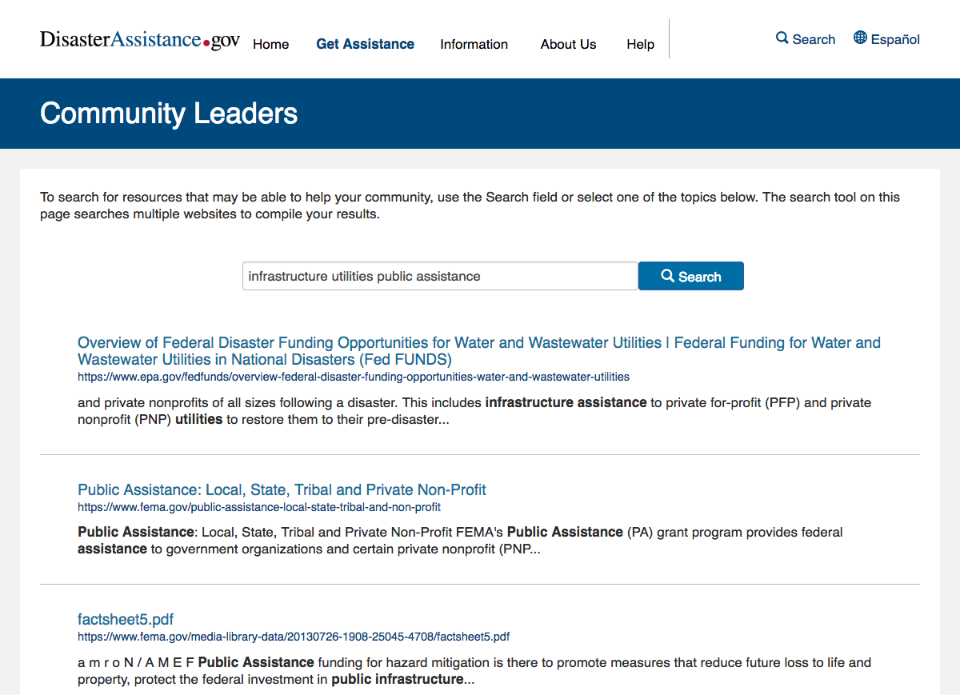 DisasterAssistance.gov Home Get Assistance Information About Us Help Search Español
Community Leaders
To search for resources that may be able to help your community, use the Search field or select one of the topics below. The search tool on this
page searches multiple websites to compile your results.
infrastructure utilities public assistance Search
Overview of Federal Disaster Funding Opportunities for Water and Wastewater Utilities | Federal Funding for Water and
Wastewater Utilities in National Disasters (Fed FUNDS)
https://www.epa.gov/fedfunds/overview-federal-disaster-funding-opportunities-water-and-wastewater-utilities
and private nonprofits of all sizes following a disaster. This includes infrastructure assistance to private for-profit (PFP) and private
nonprofit (PNP) utilities to restore them to their pre-disaster...
Public Assistance: Local, State, Tribal and Private Non-Profit
https://www.fema.gov/public-assistance-local-state-tribal-and-non-profit
Public Assistance: Local, State, Tribal and Private Non-Profit FEMA's Public Assistance (PA) grant program provides federal
assistance to government organizations and certain private nonprofit (PNP...
factsheet5.pdf
https://www.fema.gov/media-library-data/20130726-1908-25045-4708/factsheet5.pdf
a m r o N / A M E F Public Assistance funding for hazard mitigation is there to promote measures that reduce future loss to life and
property, protect the federal investment in public infrastructure...